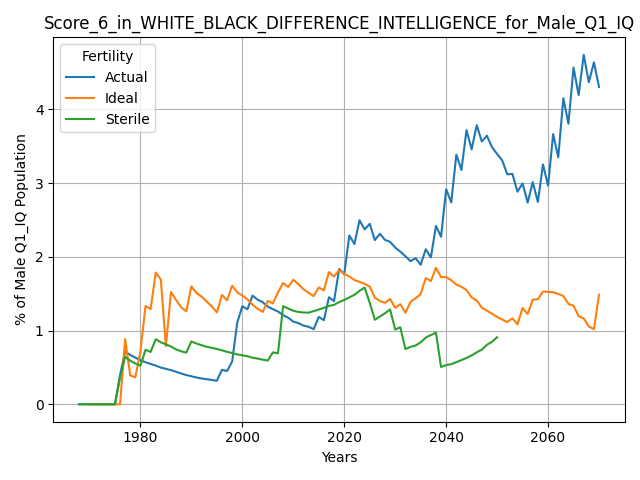 Score_6_in_WHITE_BLACK_DIFFERENCE_INTELLIGENCE_for_Male_Q1_IQ
Fertility
Actual
Ideal
Sterile
% of Male Q1_IQ Population
4
3
2
1
0
1980 2000 2020 2040 2060
Years